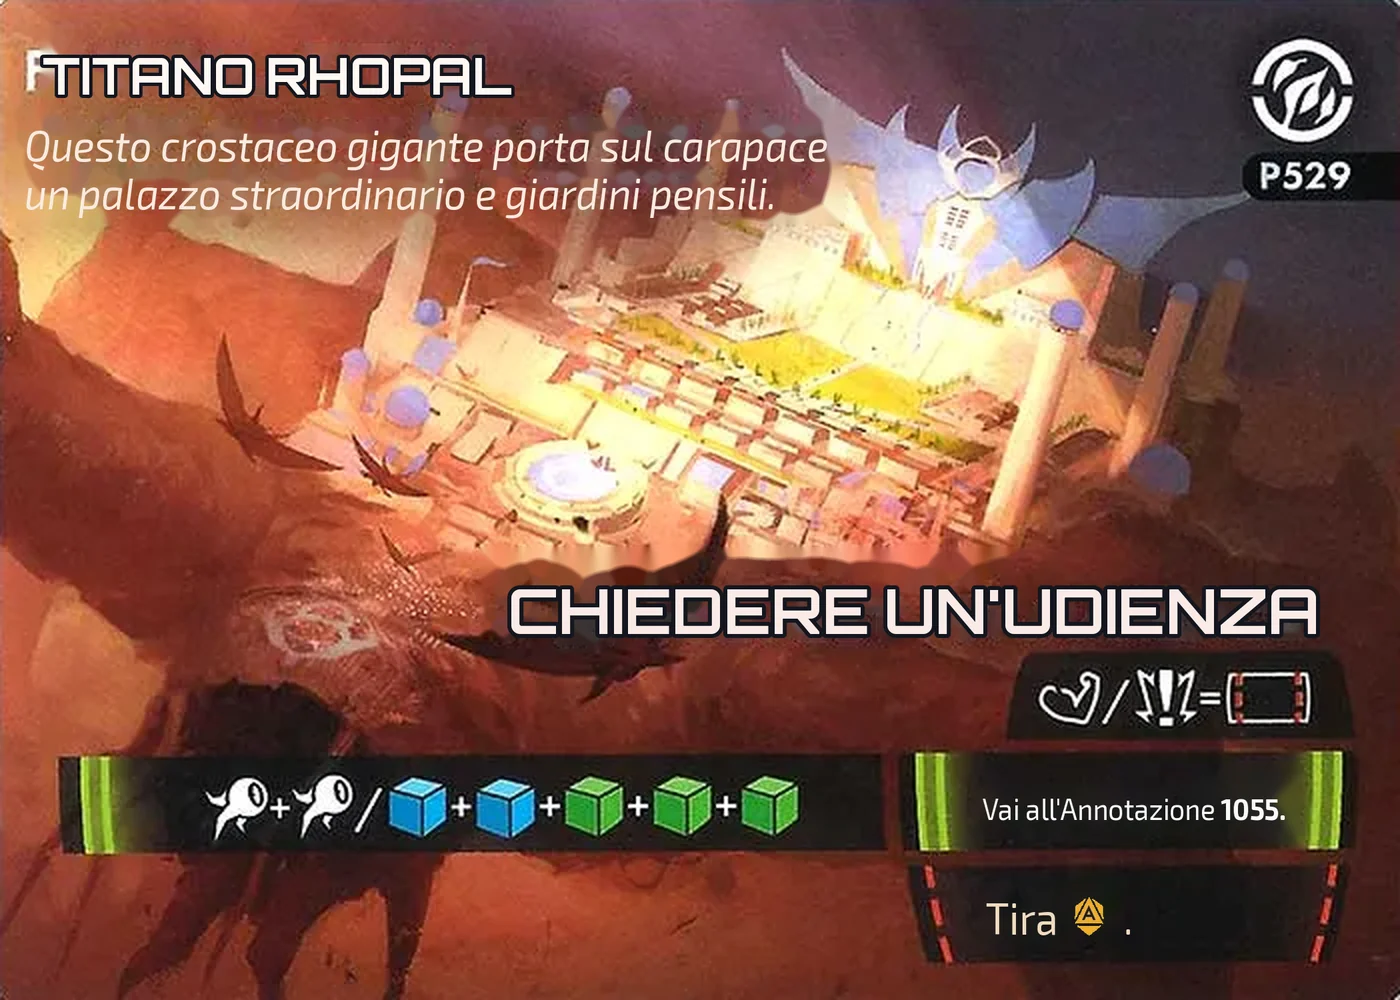 TITANO RHOPAL
Questo crostaceo gigante porta sul carapace
un palazzo straordinario e giardini pensili.
P529
CHIEDERE UN'UDIENZA
/ ! =
+ / + + + +
Vai all'Annotazione 1055.
Tira A .